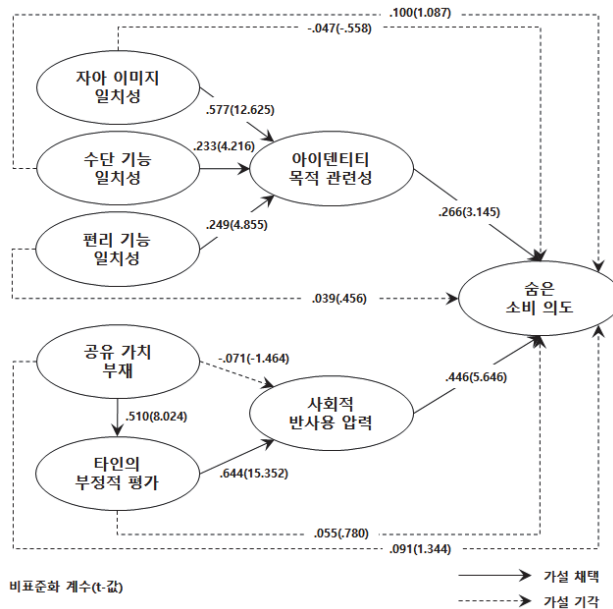 .100(1.087)
-.047(-.558)
자아 이미지
일치성
.577(12.625)
수단 기능
일치성
.233(4.216)
아이덴티티
목적 관련성
편리 기능
일치성
.249(4.855)
.266(3.145)
숨은
소비 의도
.039(.456)
공유 가치
부재
-.071(-1.464)
.510(8.024)
사회적
반사용 압력
.446(5.646)
타인의
부정적 평가
.644(15.352)
.055(.780)
.091(1.344)
비표준화 계수(t-값)
가설 채택
가설 기각